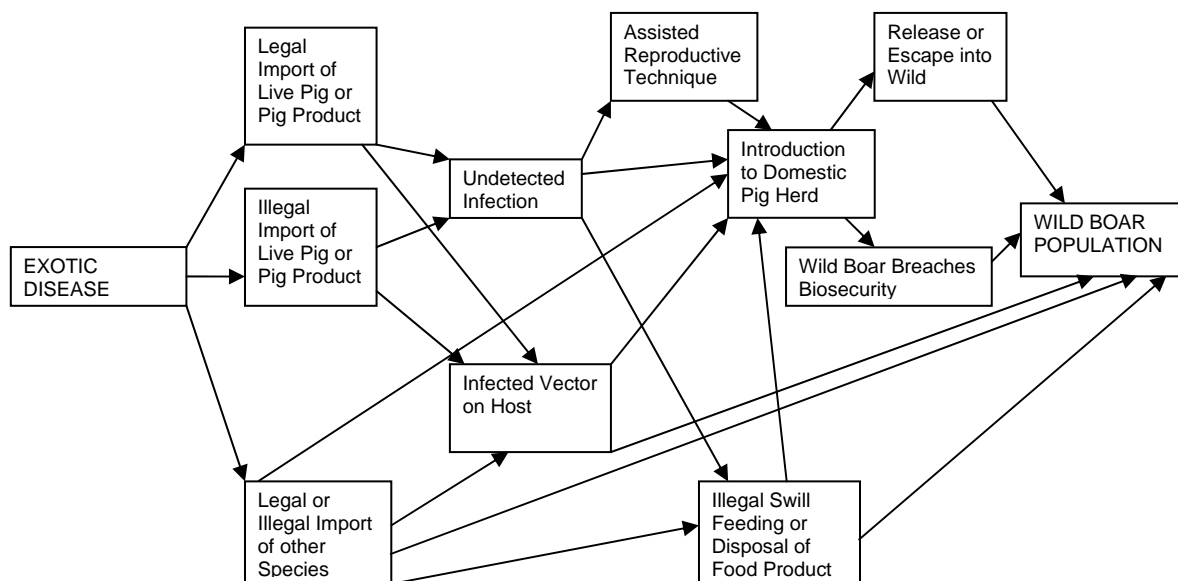 EXOTIC
DISEASE
Legal
Import of
Live Pig or
Pig Product
Illegal
Import of
Live Pig or
Pig Product
Legal or
Illegal Import
of other
Species
Undetected
Infection
Infected Vector
on Host
Assisted
Reproductive
Technique
Introduction
to Domestic
Pig Herd
Illegal Swill
Feeding or
Disposal of
Food Product
Release or
Escape into
Wild
Wild Boar Breaches
Biosecurity
WILD BOAR
POPULATION